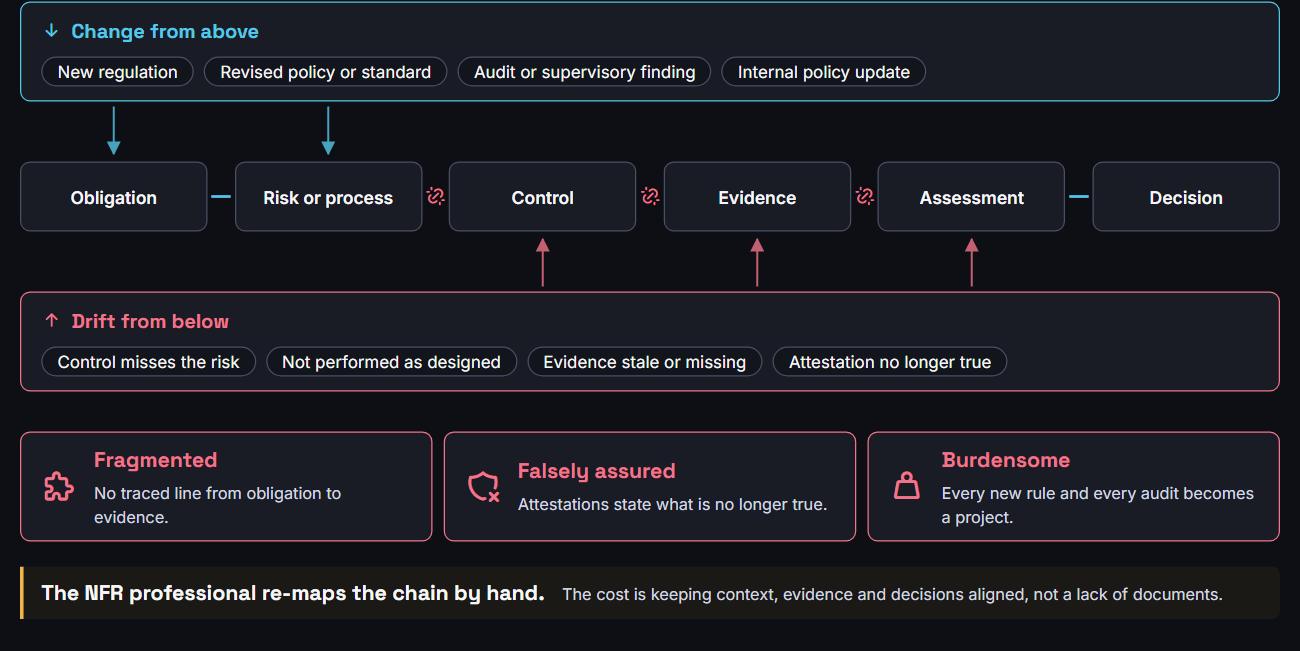 Change from above
New regulation
Revised policy or standard
Audit or supervisory finding
Internal policy update
Obligation
Risk or process
Control
Evidence
Assessment
Decision
Drift from below
Control misses the risk
Not performed as designed
Evidence stale or missing
Attestation no longer true
Fragmented
No traced line from obligation to
evidence.
Falsely assured
Attestations state what is no longer true.
Burdensome
Every new rule and every audit becomes
a project.
The NFR professional re-maps the chain by hand. The cost is keeping context, evidence and decisions aligned, not a lack of documents.